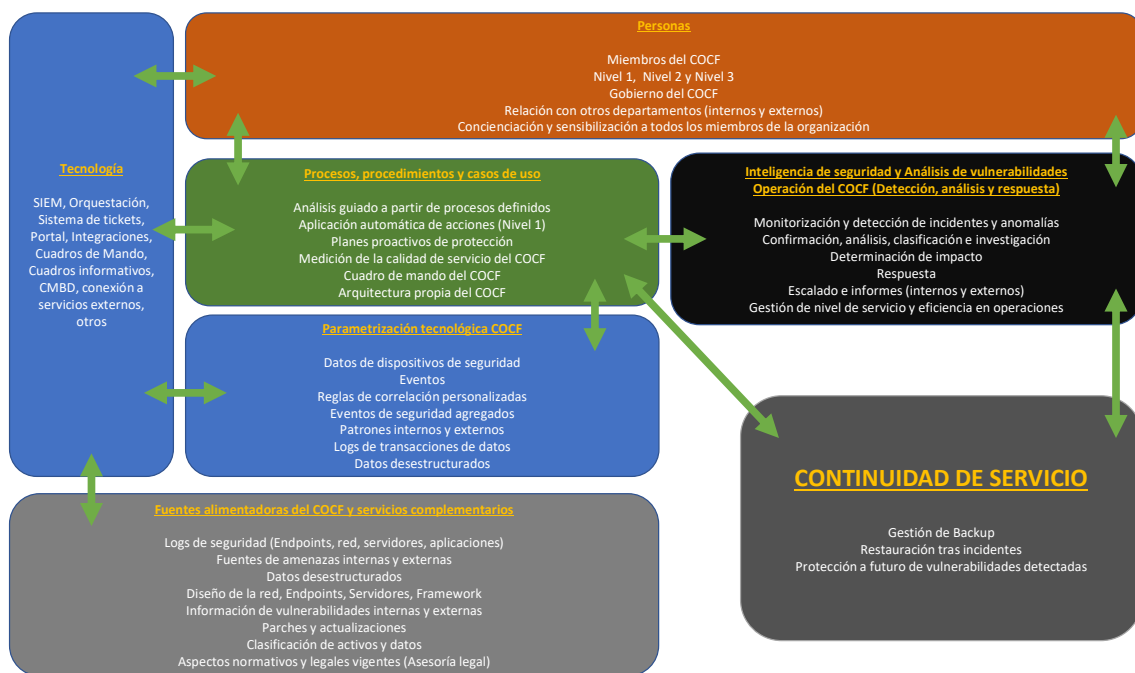 Personas
Miembros del COCF
Nivel 1, Nivel 2 y Nivel 3
Gobierno del COCF
Relación con otros departamentos (internos y externos)
Concienciación y sensibilización a todos los miembros de la organización
Tecnología
SIEM, Orquestación,
Sistema de tickets,
Portal, Integraciones,
Cuadros de Mando,
Cuadros informativos,
CMBD, conexión a
servicios externos,
otros
Procesos, procedimientos y casos de uso
Análisis guiado a partir de procesos definidos
Aplicación automática de acciones (Nivel 1)
Planes proactivos de protección
Medición de la calidad de servicio del COCF
Cuadro de mando del COCF
Arquitectura propia del COCF
Inteligencia de seguridad y Análisis de vulnerabilidades
Operación del COCF (Detección, análisis y respuesta)
Monitorización y detección de incidentes y anomalías
Confirmación, análisis, clasificación e investigación
Determinación de impacto
Respuesta
Escalado e informes (internos y externos)
Gestión de nivel de servicio y eficiencia en operaciones
Parametrización tecnológica COCF
Datos de dispositivos de seguridad
Eventos
Reglas de correlación personalizadas
Eventos de seguridad agregados
Patrones internos y externos
Logs de transacciones de datos
Datos desestructurados
CONTINUIDAD DE SERVICIO
Gestión de Backup
Restauración tras incidentes
Protección a futuro de vulnerabilidades detectadas
Fuentes alimentadoras del COCF y servicios complementarios
Logs de seguridad (Endpoints, red, servidores, aplicaciones)
Fuentes de amenazas internas y externas
Datos desestructurados
Diseño de la red, Endpoints, Servidores, Framework
Información de vulnerabilidades internas y externas
Parches y actualizaciones
Clasificación de activos y datos
Aspectos normativos y legales vigentes (Asesoría legal)